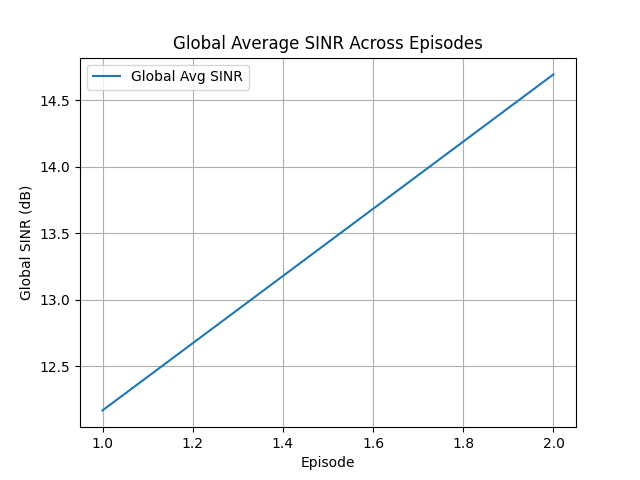 Global Average SINR Across Episodes
Global Avg SINR
Global SINR (dB)
14.5
14.0
13.5
13.0
12.5
1.0 1.2 1.4 1.6 1.8 2.0
Episode